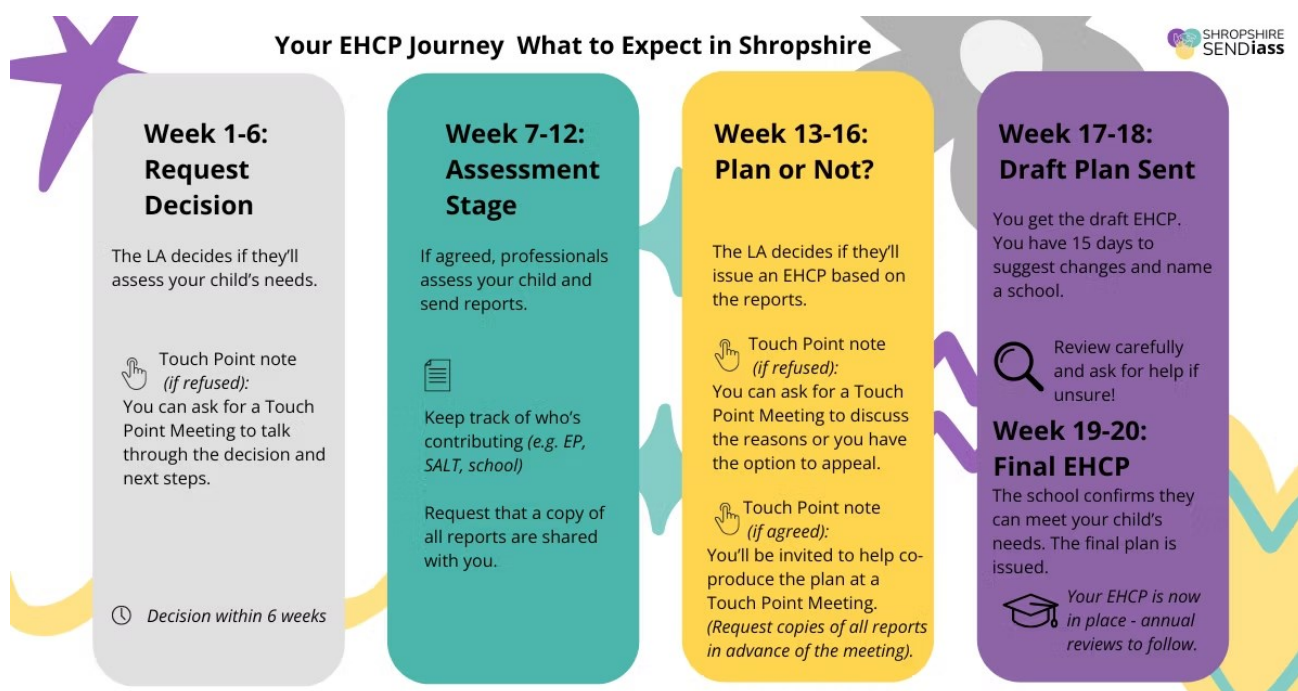 Your EHCP Journey  What to Expect in Shropshire
SHROPSHIRE
SENDiass
Week 1-6:
Request
Decision
The LA decides if they'll
assess your child's needs.
Touch Point note
(if refused):
You can ask for a Touch
Point Meeting to talk
through the decision and
next steps.
Decision within 6 weeks
Week 7-12:
Assessment
Stage
If agreed, professionals
assess your child and
send reports.
Keep track of who's
contributing (e.g. EP,
SALT, school)
Request that a copy of
all reports are shared
with you.
Week 13-16:
Plan or Not?
The LA decides if they'll
issue an EHCP based on
the reports.
Touch Point note
(if refused):
You can ask for a Touch
Point Meeting to discuss
the reasons or you have
the option to appeal.
Touch Point note
(if agreed):
You'll be invited to help co-
produce the plan at a
Touch Point Meeting.
(Request copies of all reports
in advance of the meeting).
Week 17-18:
Draft Plan Sent
You get the draft EHCP.
You have 15 days to
suggest changes and name
a school.
Review carefully
and ask for help if
unsure!
Week 19-20:
Final EHCP
The school confirms they
can meet your child's
needs. The final plan is
issued.
Your EHCP is now
in place - annual
reviews to follow.